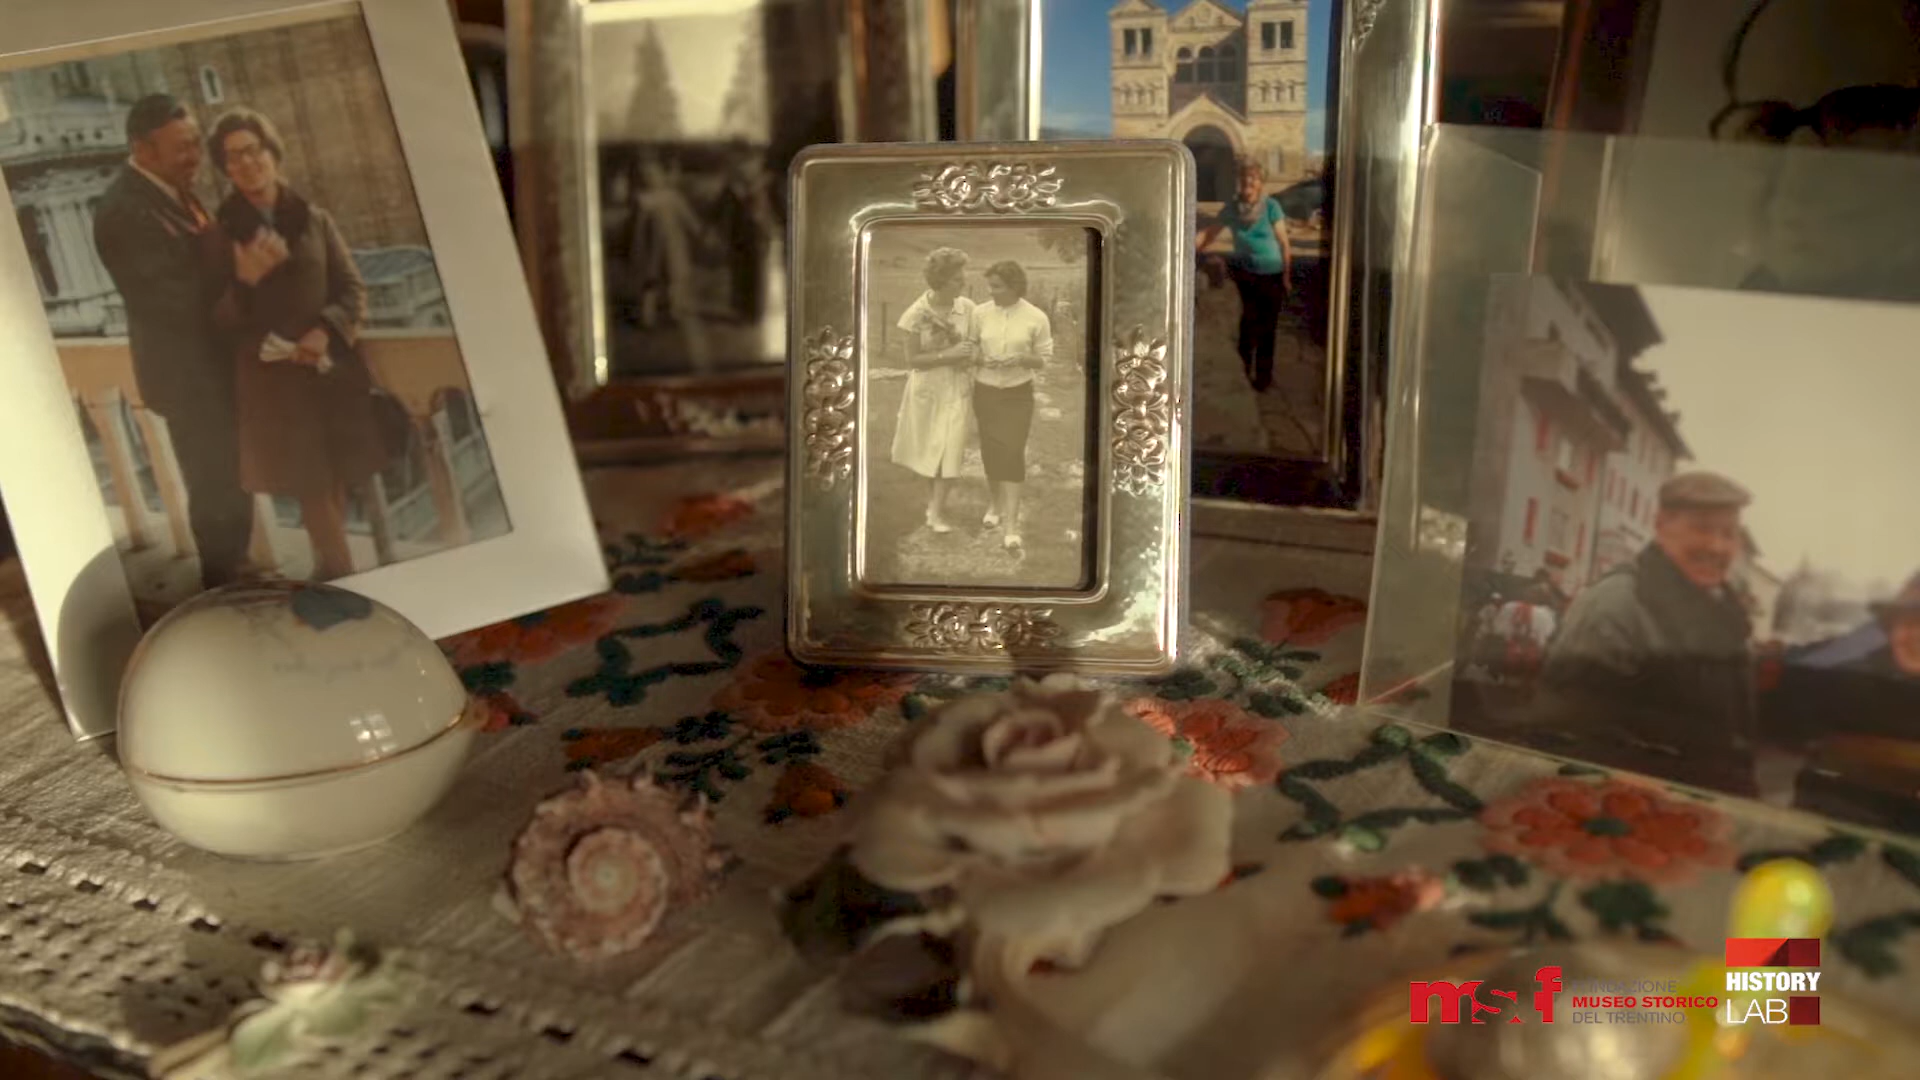 msf
FONDAZIONE
MUSEO STORICO
DEL TRENTINO
HISTORY
LAB